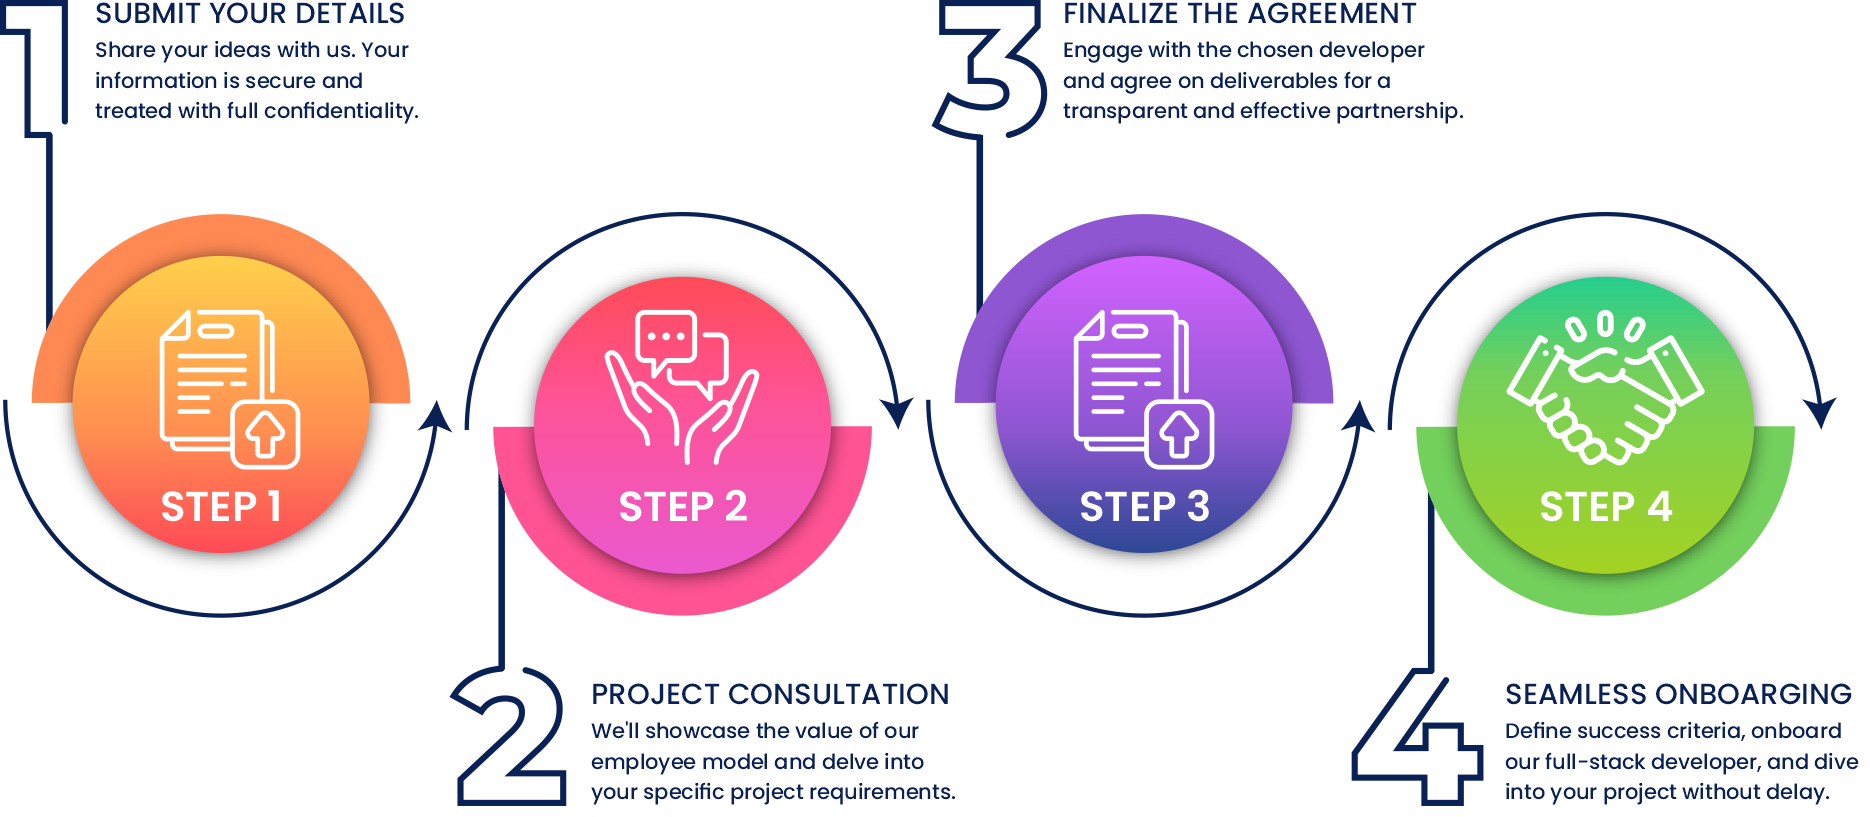 1
SUBMIT YOUR DETAILS
Share your ideas with us. Your
information is secure and
treated with full confidentiality.
STEP 1
2
PROJECT CONSULTATION
We'll showcase the value of our
employee model and delve into
your specific project requirements.
STEP 2
3
FINALIZE THE AGREEMENT
Engage with the chosen developer
and agree on deliverables for a
transparent and effective partnership.
STEP 3
4
SEAMLESS ONBOARGING
Define success criteria, onboard
our full-stack developer, and dive
into your project without delay.
STEP 4